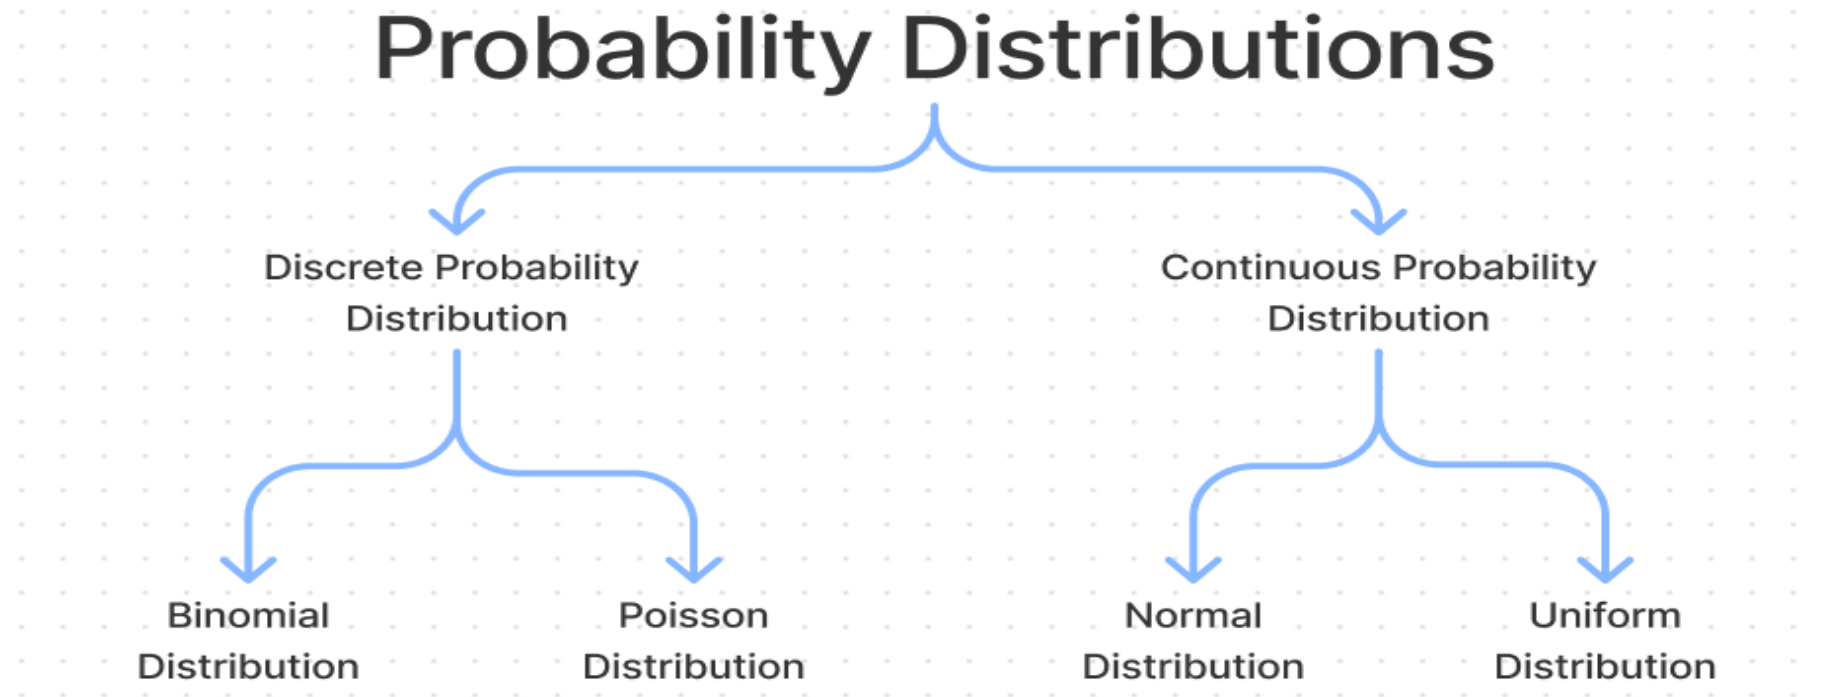 Probability Distributions
Discrete Probability
Distribution
Continuous Probability
Distribution
Binomial
Distribution
Poisson
Distribution
Normal
Distribution
Uniform
Distribution